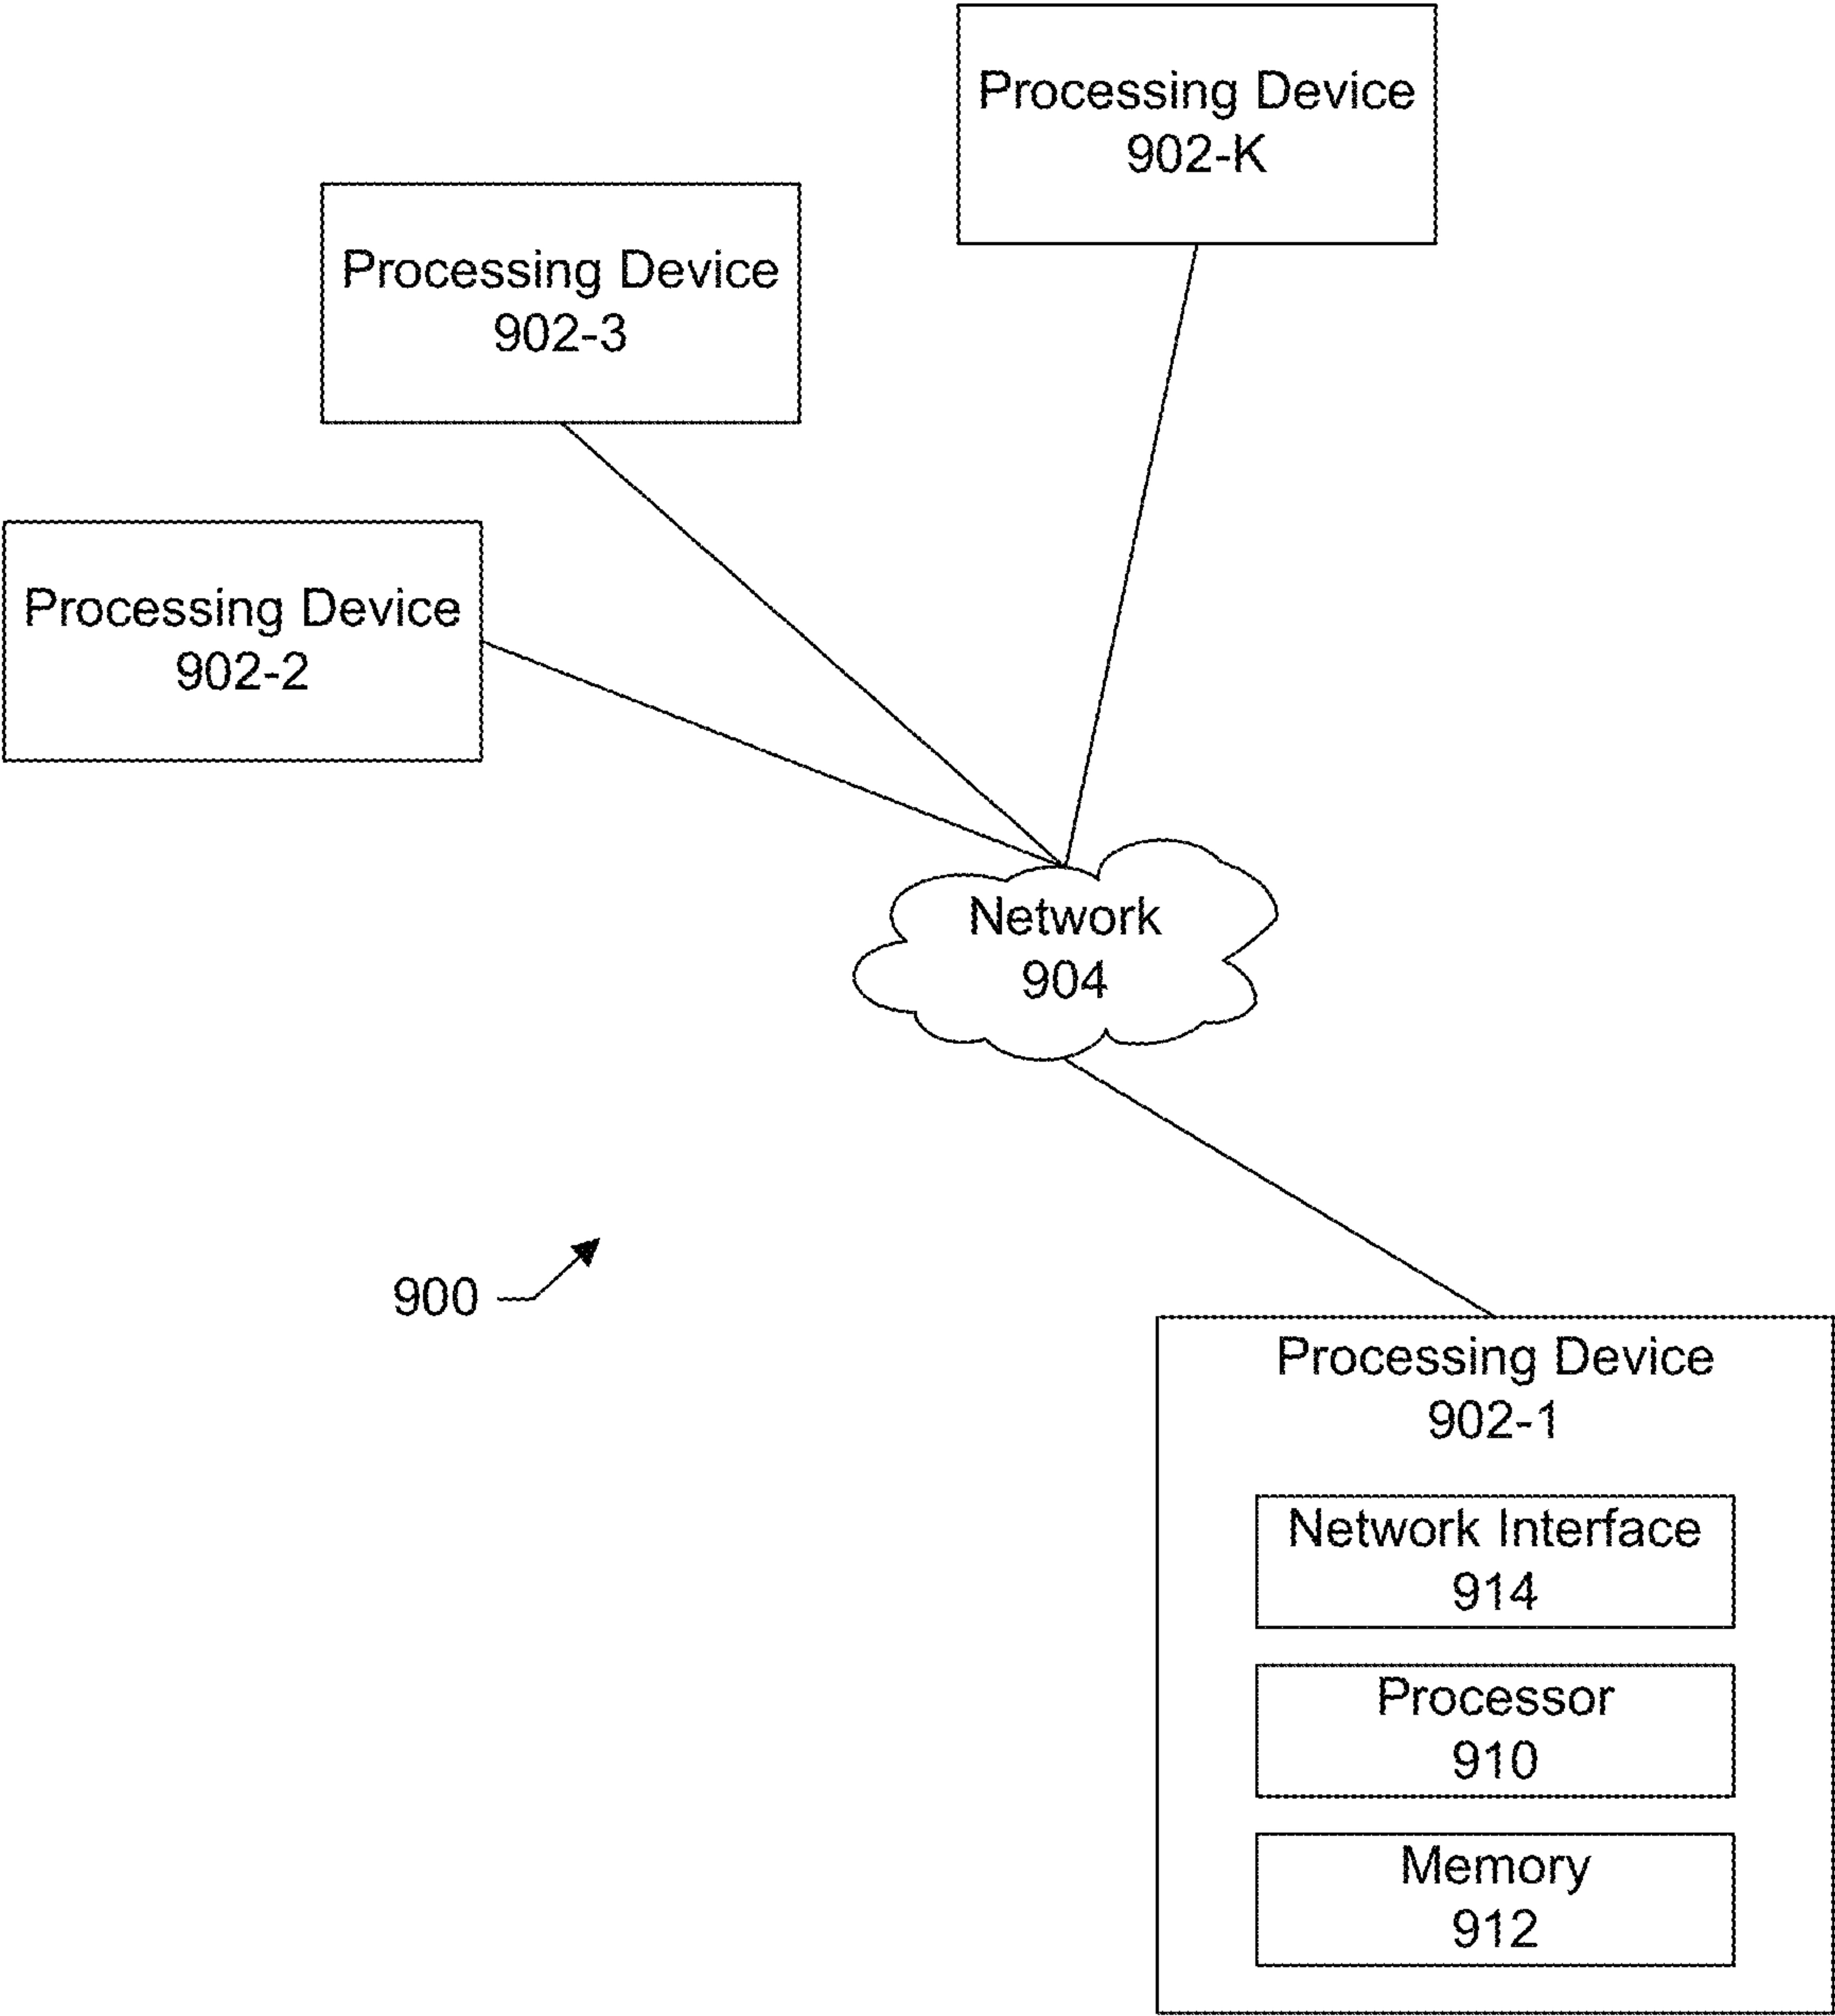 Processing Device
902-K
Processing Device
902-3
Processing Device
902-2
Network
904
900
Processing Device
902-1
Network Interface
914
Processor
910
Memory
912